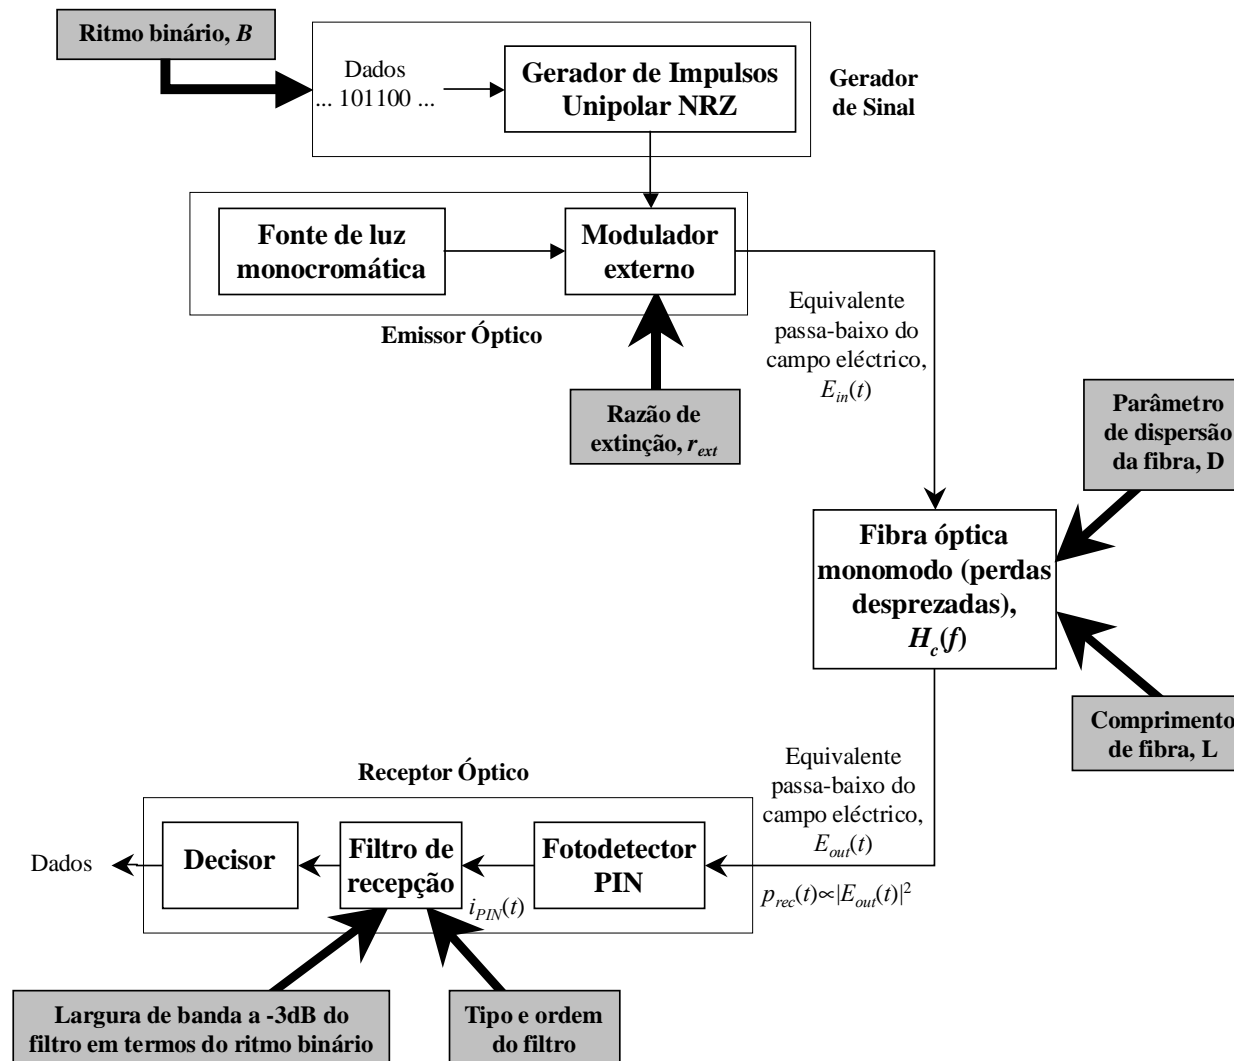 Ritmo binário, B
Dados
... 101100 ...
Gerador de Impulsos
Unipolar NRZ
Gerador
de Sinal
Fonte de luz
monocromática
Modulador
externo
Emissor Óptico
Equivalente
passa-baixo do
campo eléctrico,
E_in(t)
Razão de
extinção, r_ext
Parâmetro
de dispersão
da fibra, D
Fibra óptica
monomodo (perdas
desprezadas),
H_c(f)
Comprimento
de fibra, L
Receptor Óptico
Equivalente
passa-baixo do
campo eléctrico,
E_out(t)
Dados
Decisor
Filtro de
recepção
i_PIN(t)
Fotodetector
PIN
p_rec(t)∝|E_out(t)|²
Largura de banda a -3dB do
filtro em termos do ritmo binário
Tipo e ordem
do filtro